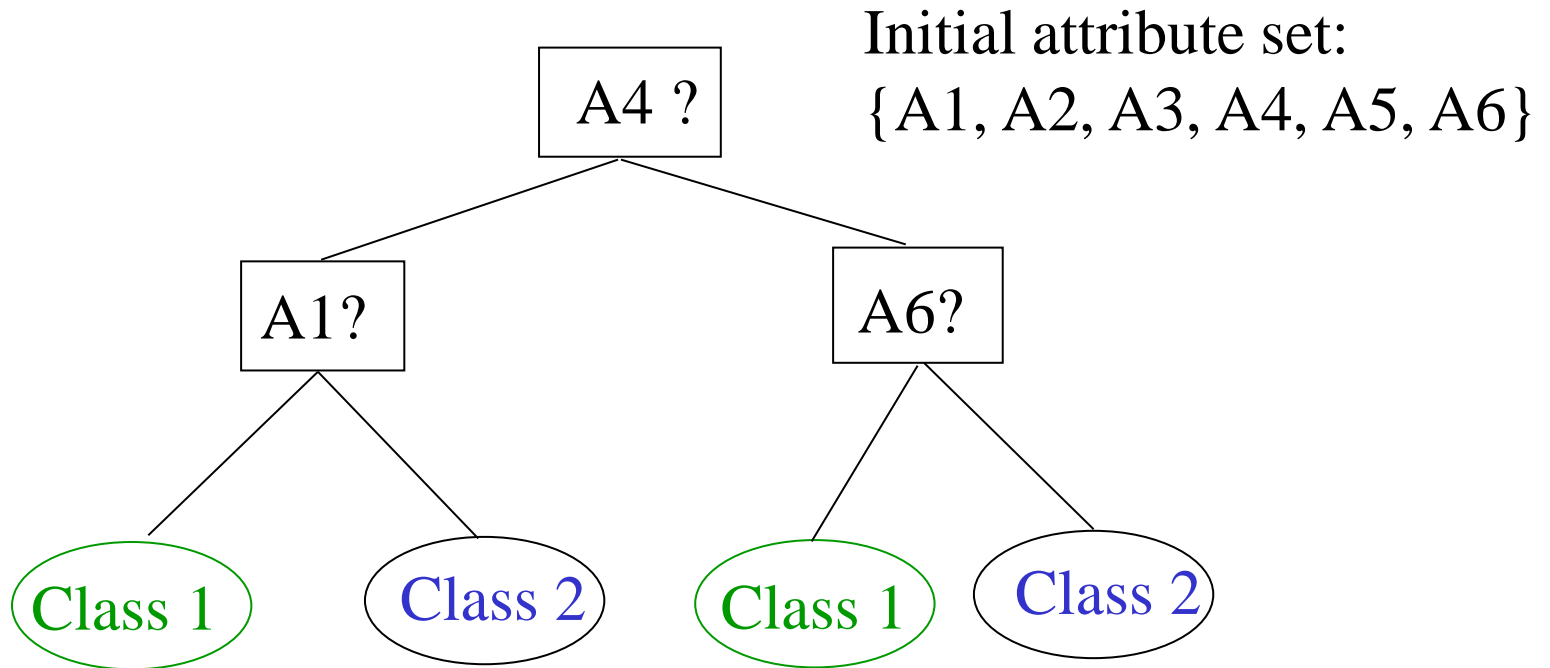 Initial attribute set:
{A1, A2, A3, A4, A5, A6}
A4 ?
A1?
A6?
Class 1
Class 2
Class 1
Class 2